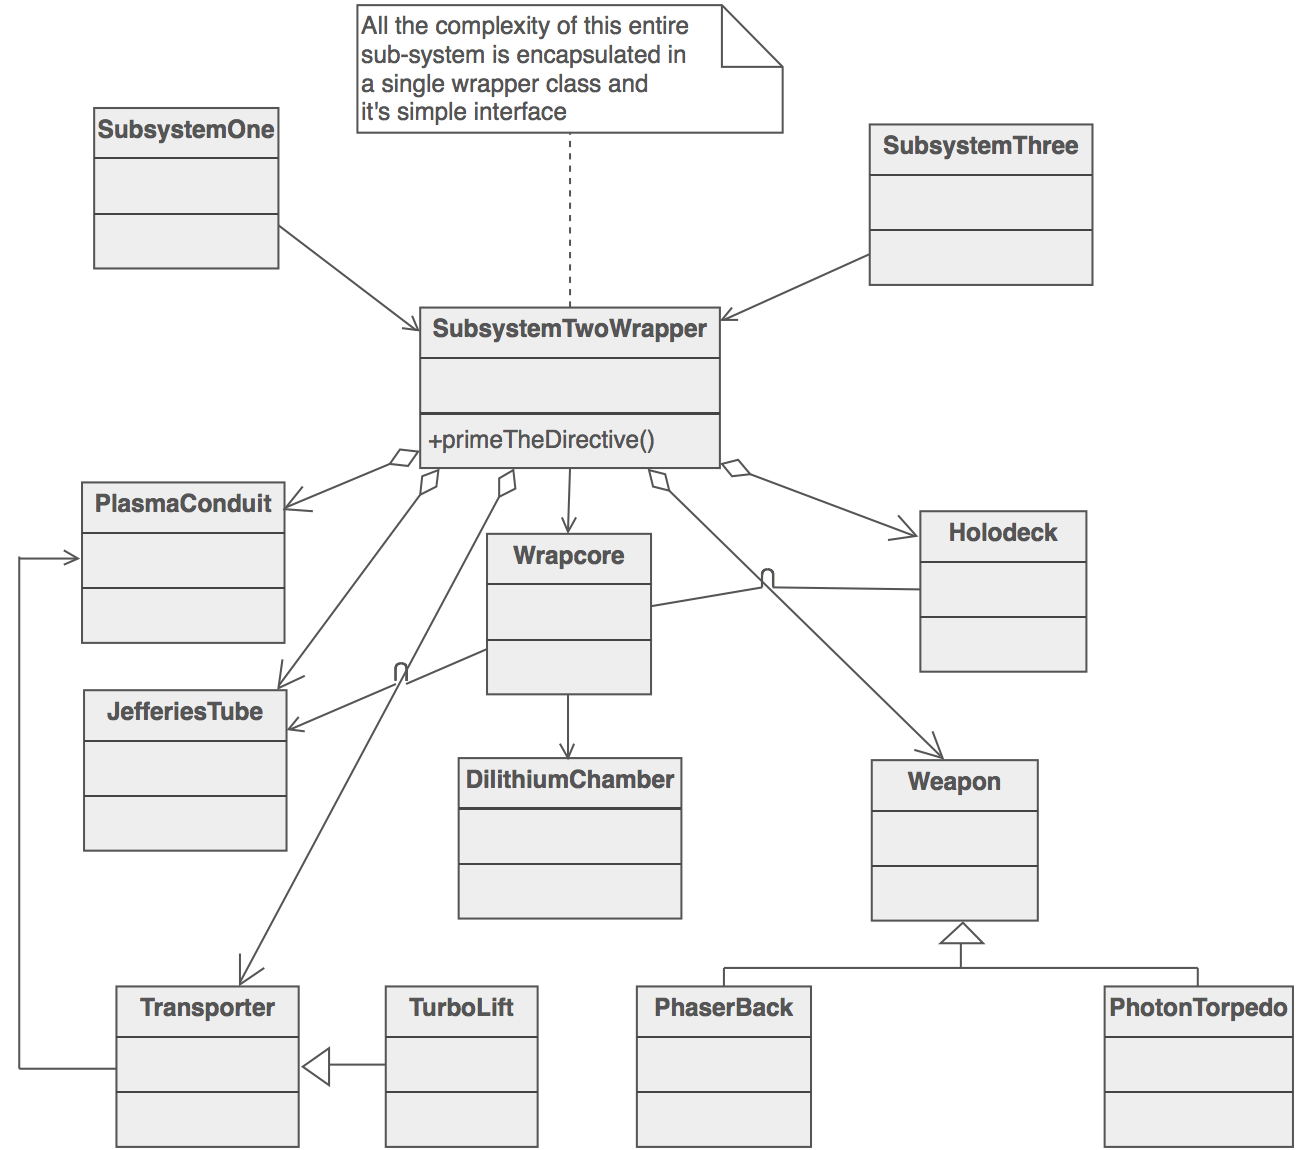 All the complexity of this entire
sub-system is encapsulated in
a single wrapper class and
it's simple interface
SubsystemOne
SubsystemThree
SubsystemTwoWrapper
+primeTheDirective()
PlasmaConduit
Wrapcore
Holodeck
JefferiesTube
DilithiumChamber
Weapon
Transporter
TurboLift
PhaserBack
PhotonTorpedo